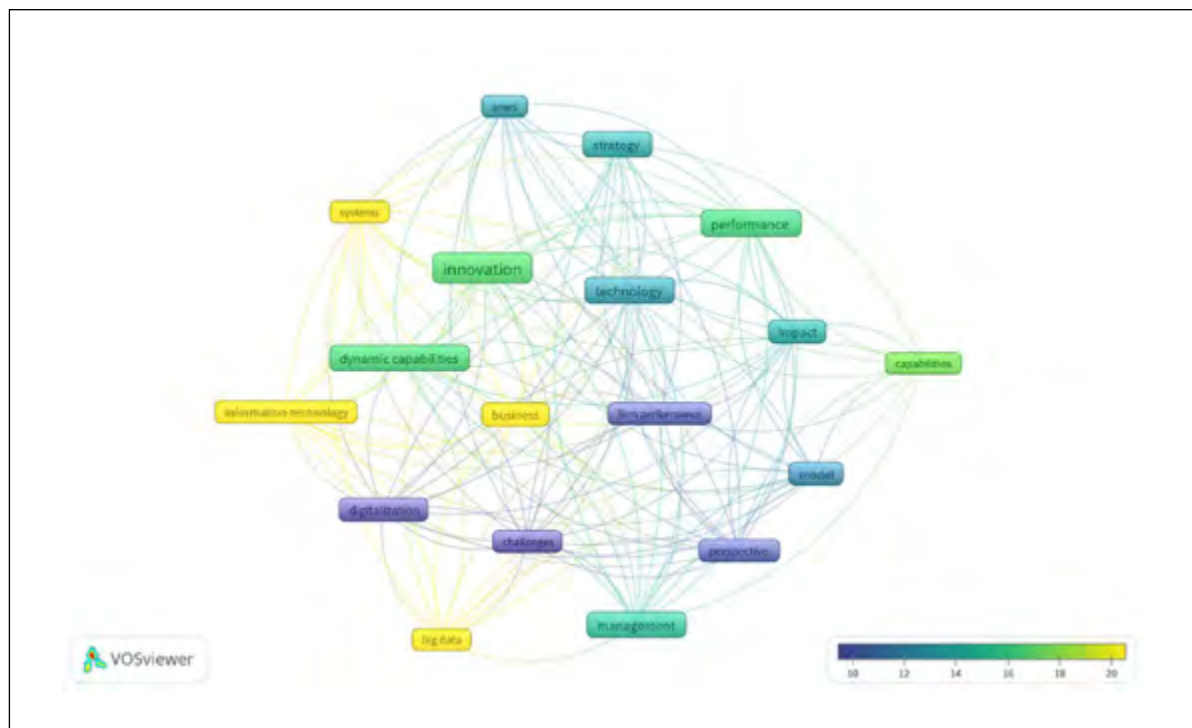 smes
strategy
systems
performance
innovation
technology
impact
capabilities
dynamic capabilities
information technology
business
firm performance
model
digitalization
challenges
perspective
management
big data
VOSviewer
10 12 14 16 18 20